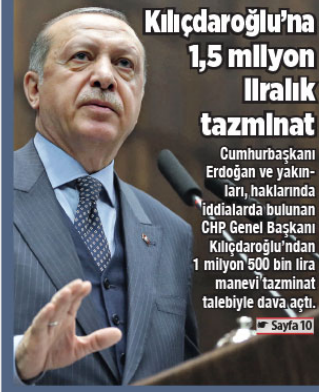 Kılıçdaroğlu'na
1,5 milyon
liralık
tazminat
Cumhurbaşkanı
Erdoğan ve yakın-
ları, haklarında
iddialarda bulunan
CHP Genel Başkanı
Kılıçdaroğlu'ndan
1 milyon 500 bin lira
manevi tazminat
talebiyle dava açtı.
☛ Sayfa 10